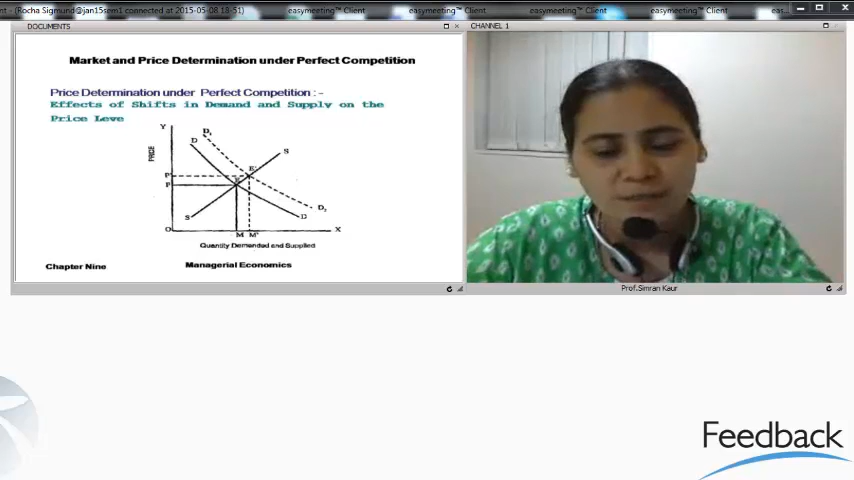 nt - (Rocha Sigmund@jan15sem1 connected at 2015-05-08 18-51)
easymeeting™ Client
easymeeting™ Client
easymeeting™ Client
easymeeting™ Client
eas...
DOCUMENTS
CHANNEL 1
Market and Price Determination under Perfect Competition
Price Determination under Perfect Competition : -
Effects of Shifts in Demand and Supply on the
Price Leve
Y
D₁
D
S
PRICE
E'
P'
E
P
D₂
S
D
O
X
M M'
Quantity Demanded and Supplied
Chapter Nine
Managerial Economics
Prof.Simran Kaur
Feedback